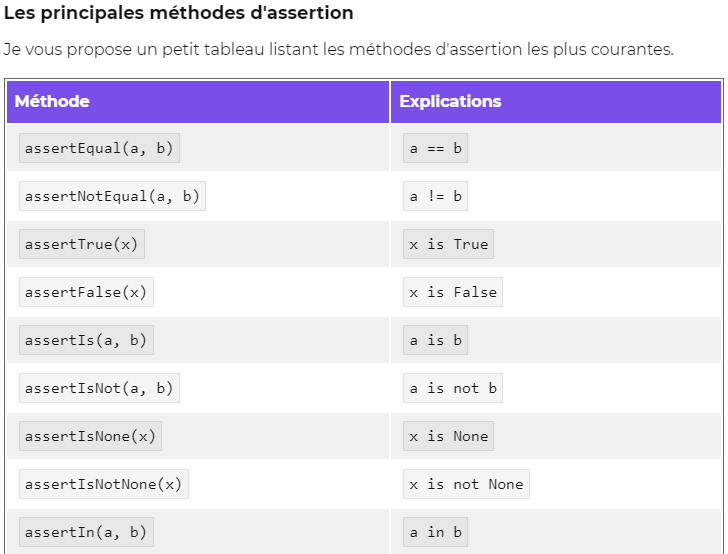 Les principales méthodes d'assertion
Je vous propose un petit tableau listant les méthodes d'assertion les plus courantes.
Méthode Explications
assertEqual(a, b) a == b
assertNotEqual(a, b) a != b
assertTrue(x) x is True
assertFalse(x) x is False
assertIs(a, b) a is b
assertIsNot(a, b) a is not b
assertIsNone(x) x is None
assertIsNotNone(x) x is not None
assertIn(a, b) a in b